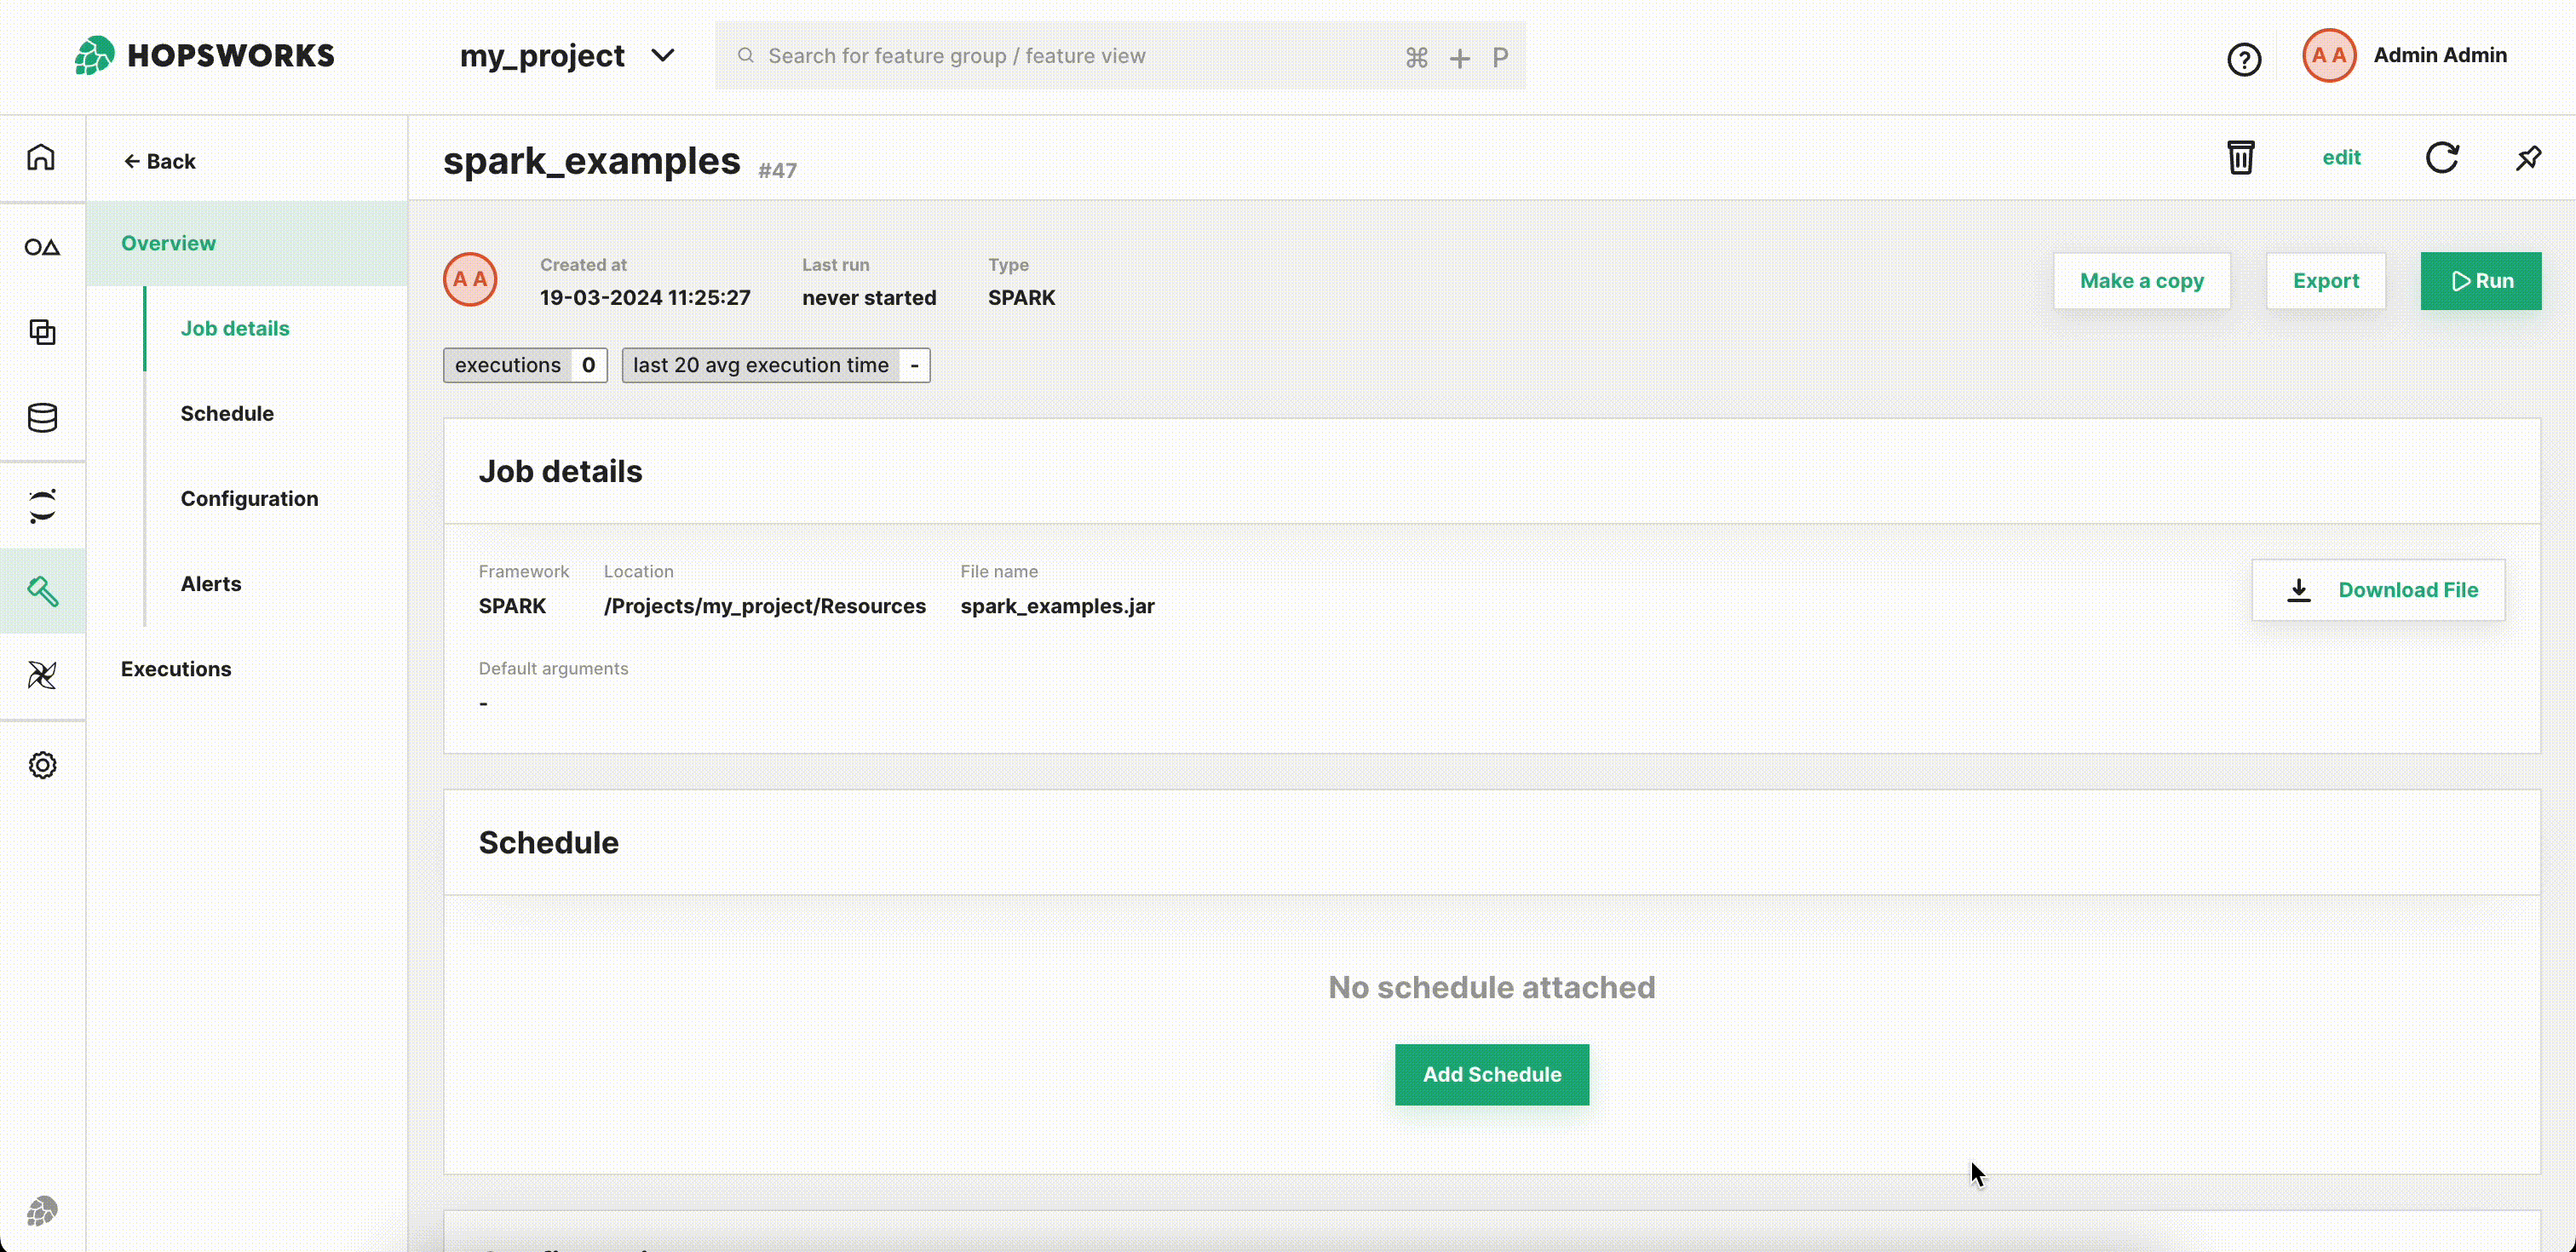 HOPSWORKS
my_project
Search for feature group / feature view
⌘ + P
?
A A
Admin Admin
← Back
Overview
Job details
Schedule
Configuration
Alerts
Executions
spark_examples #47
edit
A A
Created at Last run Type
19-03-2024 11:25:27 never started SPARK
Make a copy
Export
Run
executions 0
last 20 avg execution time -
Job details
Framework Location File name
SPARK /Projects/my_project/Resources spark_examples.jar
Download File
Default arguments
-
Schedule
No schedule attached
Add Schedule